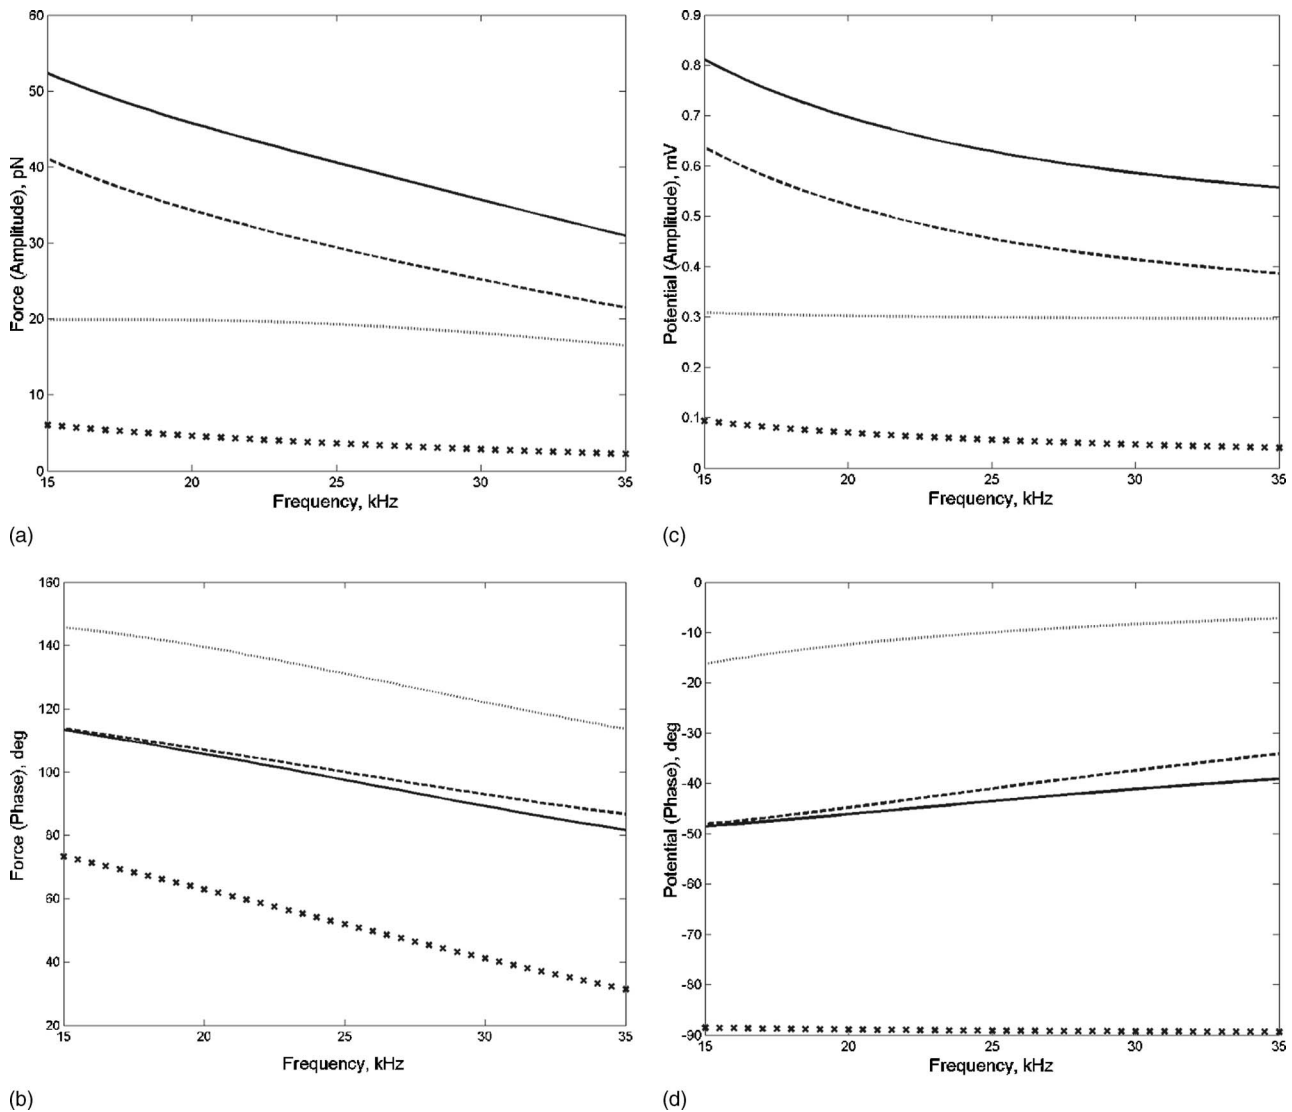 60
50
40
30
20
10
0
Force (Amplitude), pN
15 20 25 30 35
Frequency, kHz
(a)
0.9
0.8
0.7
0.6
0.5
0.4
0.3
0.2
0.1
0
Potential (Amplitude), mV
15 20 25 30 35
Frequency, kHz
(c)
160
140
120
100
80
60
40
20
Force (Phase), deg
15 20 25 30 35
Frequency, kHz
(b)
0
-10
-20
-30
-40
-50
-60
-70
-80
-90
Potential (Phase), deg
15 20 25 30 35
Frequency, kHz
(d)